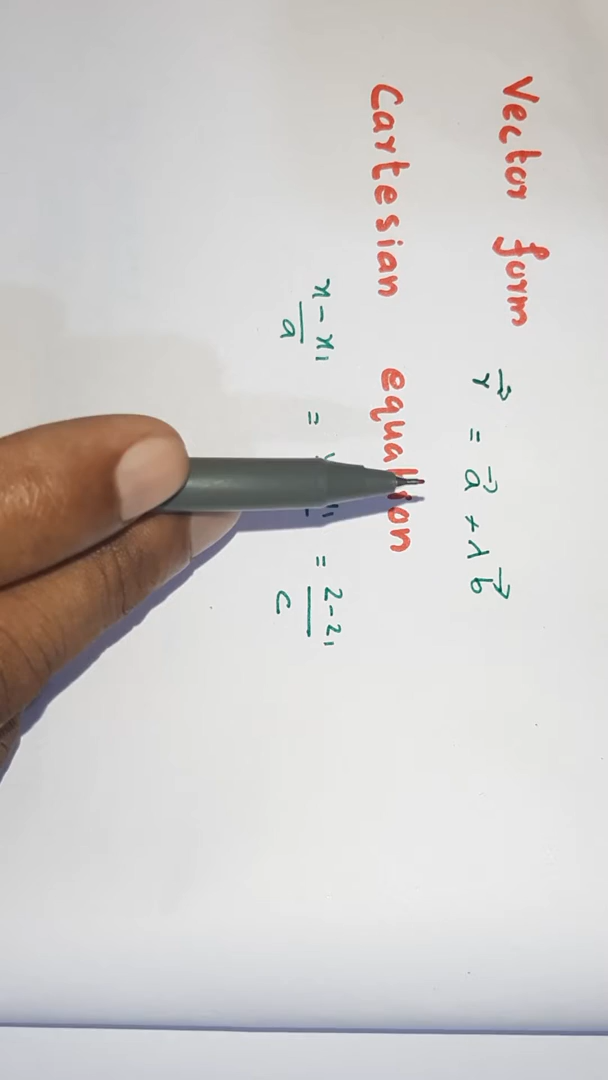 Vector form
r⃗ = a⃗ + λb⃗
Cartesian equation
x - x₁ / a = = z - z₁ / c